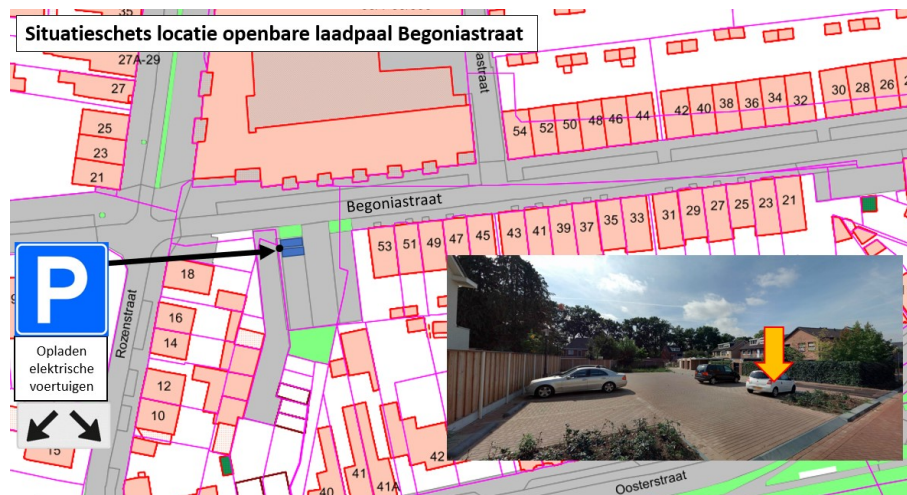 Situatieschets locatie openbare laadpaal Begoniastraat
35
27A-29
27
25
23
21
astraat
54 52 50 48 46 44 42 40 38 36 34 32 30 28 26
Begoniastraat
53 51 49 47 45 43 41 39 37 35 33 31 29 27 25 23 21
P
Opladen
elektrische
voertuigen
Rozenstraat
18
16
14
12
10
15
42
41
40
41A
Oosterstraat